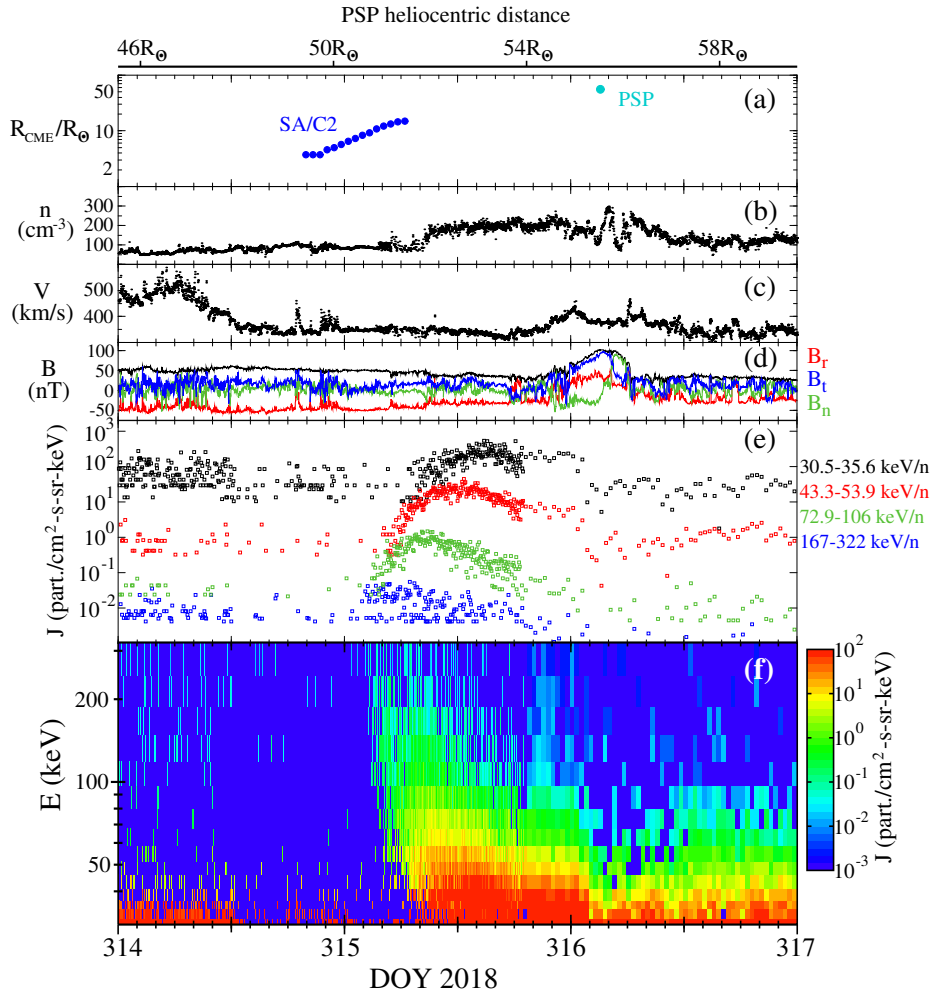 PSP heliocentric distance
46R⊙ 50R⊙ 54R⊙ 58R⊙
R_CME/R⊙
50
10
2
SA/C2
PSP
(a)
n
(cm⁻³)
300
200
100
(b)
V
(km/s)
500
400
(c)
B
(nT)
100
50
0
-50
(d)
B_r
B_t
B_n
J (part./cm²-s-sr-keV)
10³
10²
10¹
10⁰
10⁻¹
10⁻²
(e)
30.5-35.6 keV/n
43.3-53.9 keV/n
72.9-106 keV/n
167-322 keV/n
E (keV)
200
100
50
(f)
10²
10¹
10⁰
10⁻¹
10⁻²
10⁻³
J (part./cm²-s-sr-keV)
314 315 316 317
DOY 2018